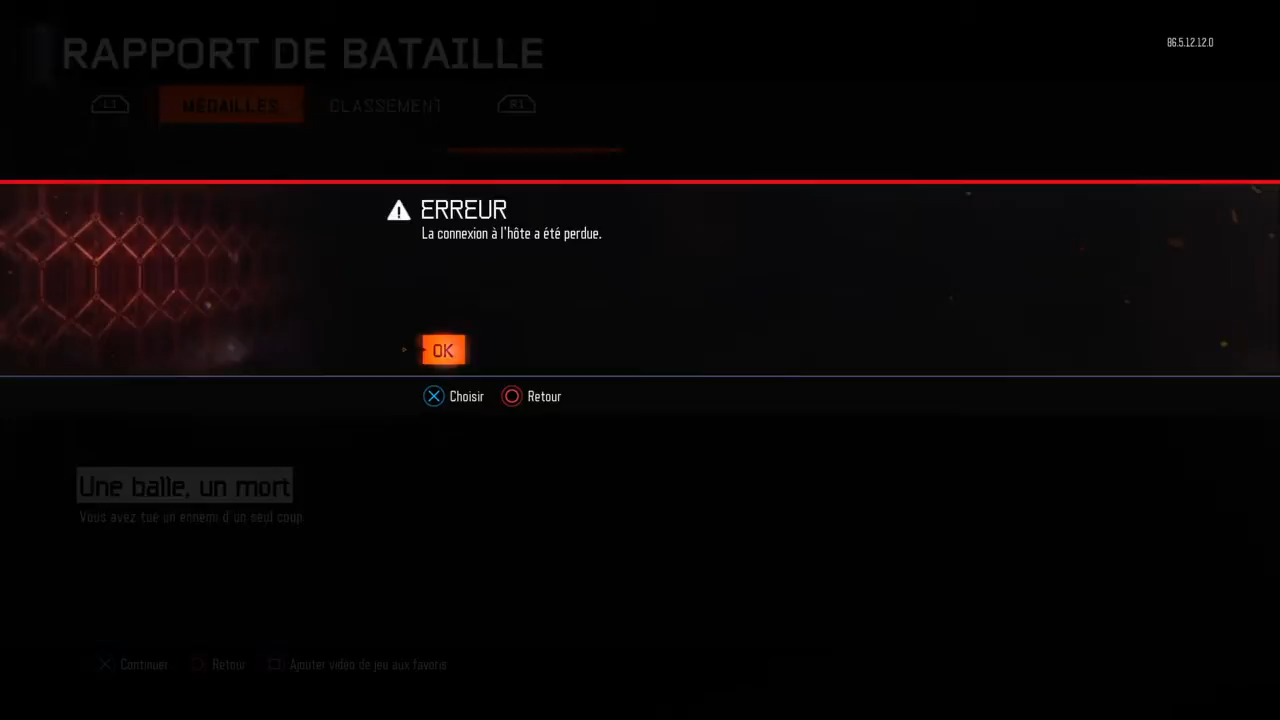 RAPPORT DE BATAILLE
86.5.12.12.0
L1 MÉDAILLES CLASSEMENT R1
ERREUR
La connexion à l'hôte a été perdue.
OK
Choisir Retour
Une balle, un mort
Vous avez tué un ennemi d'un seul coup
Continuer Retour Ajouter vidéo de jeu aux favoris